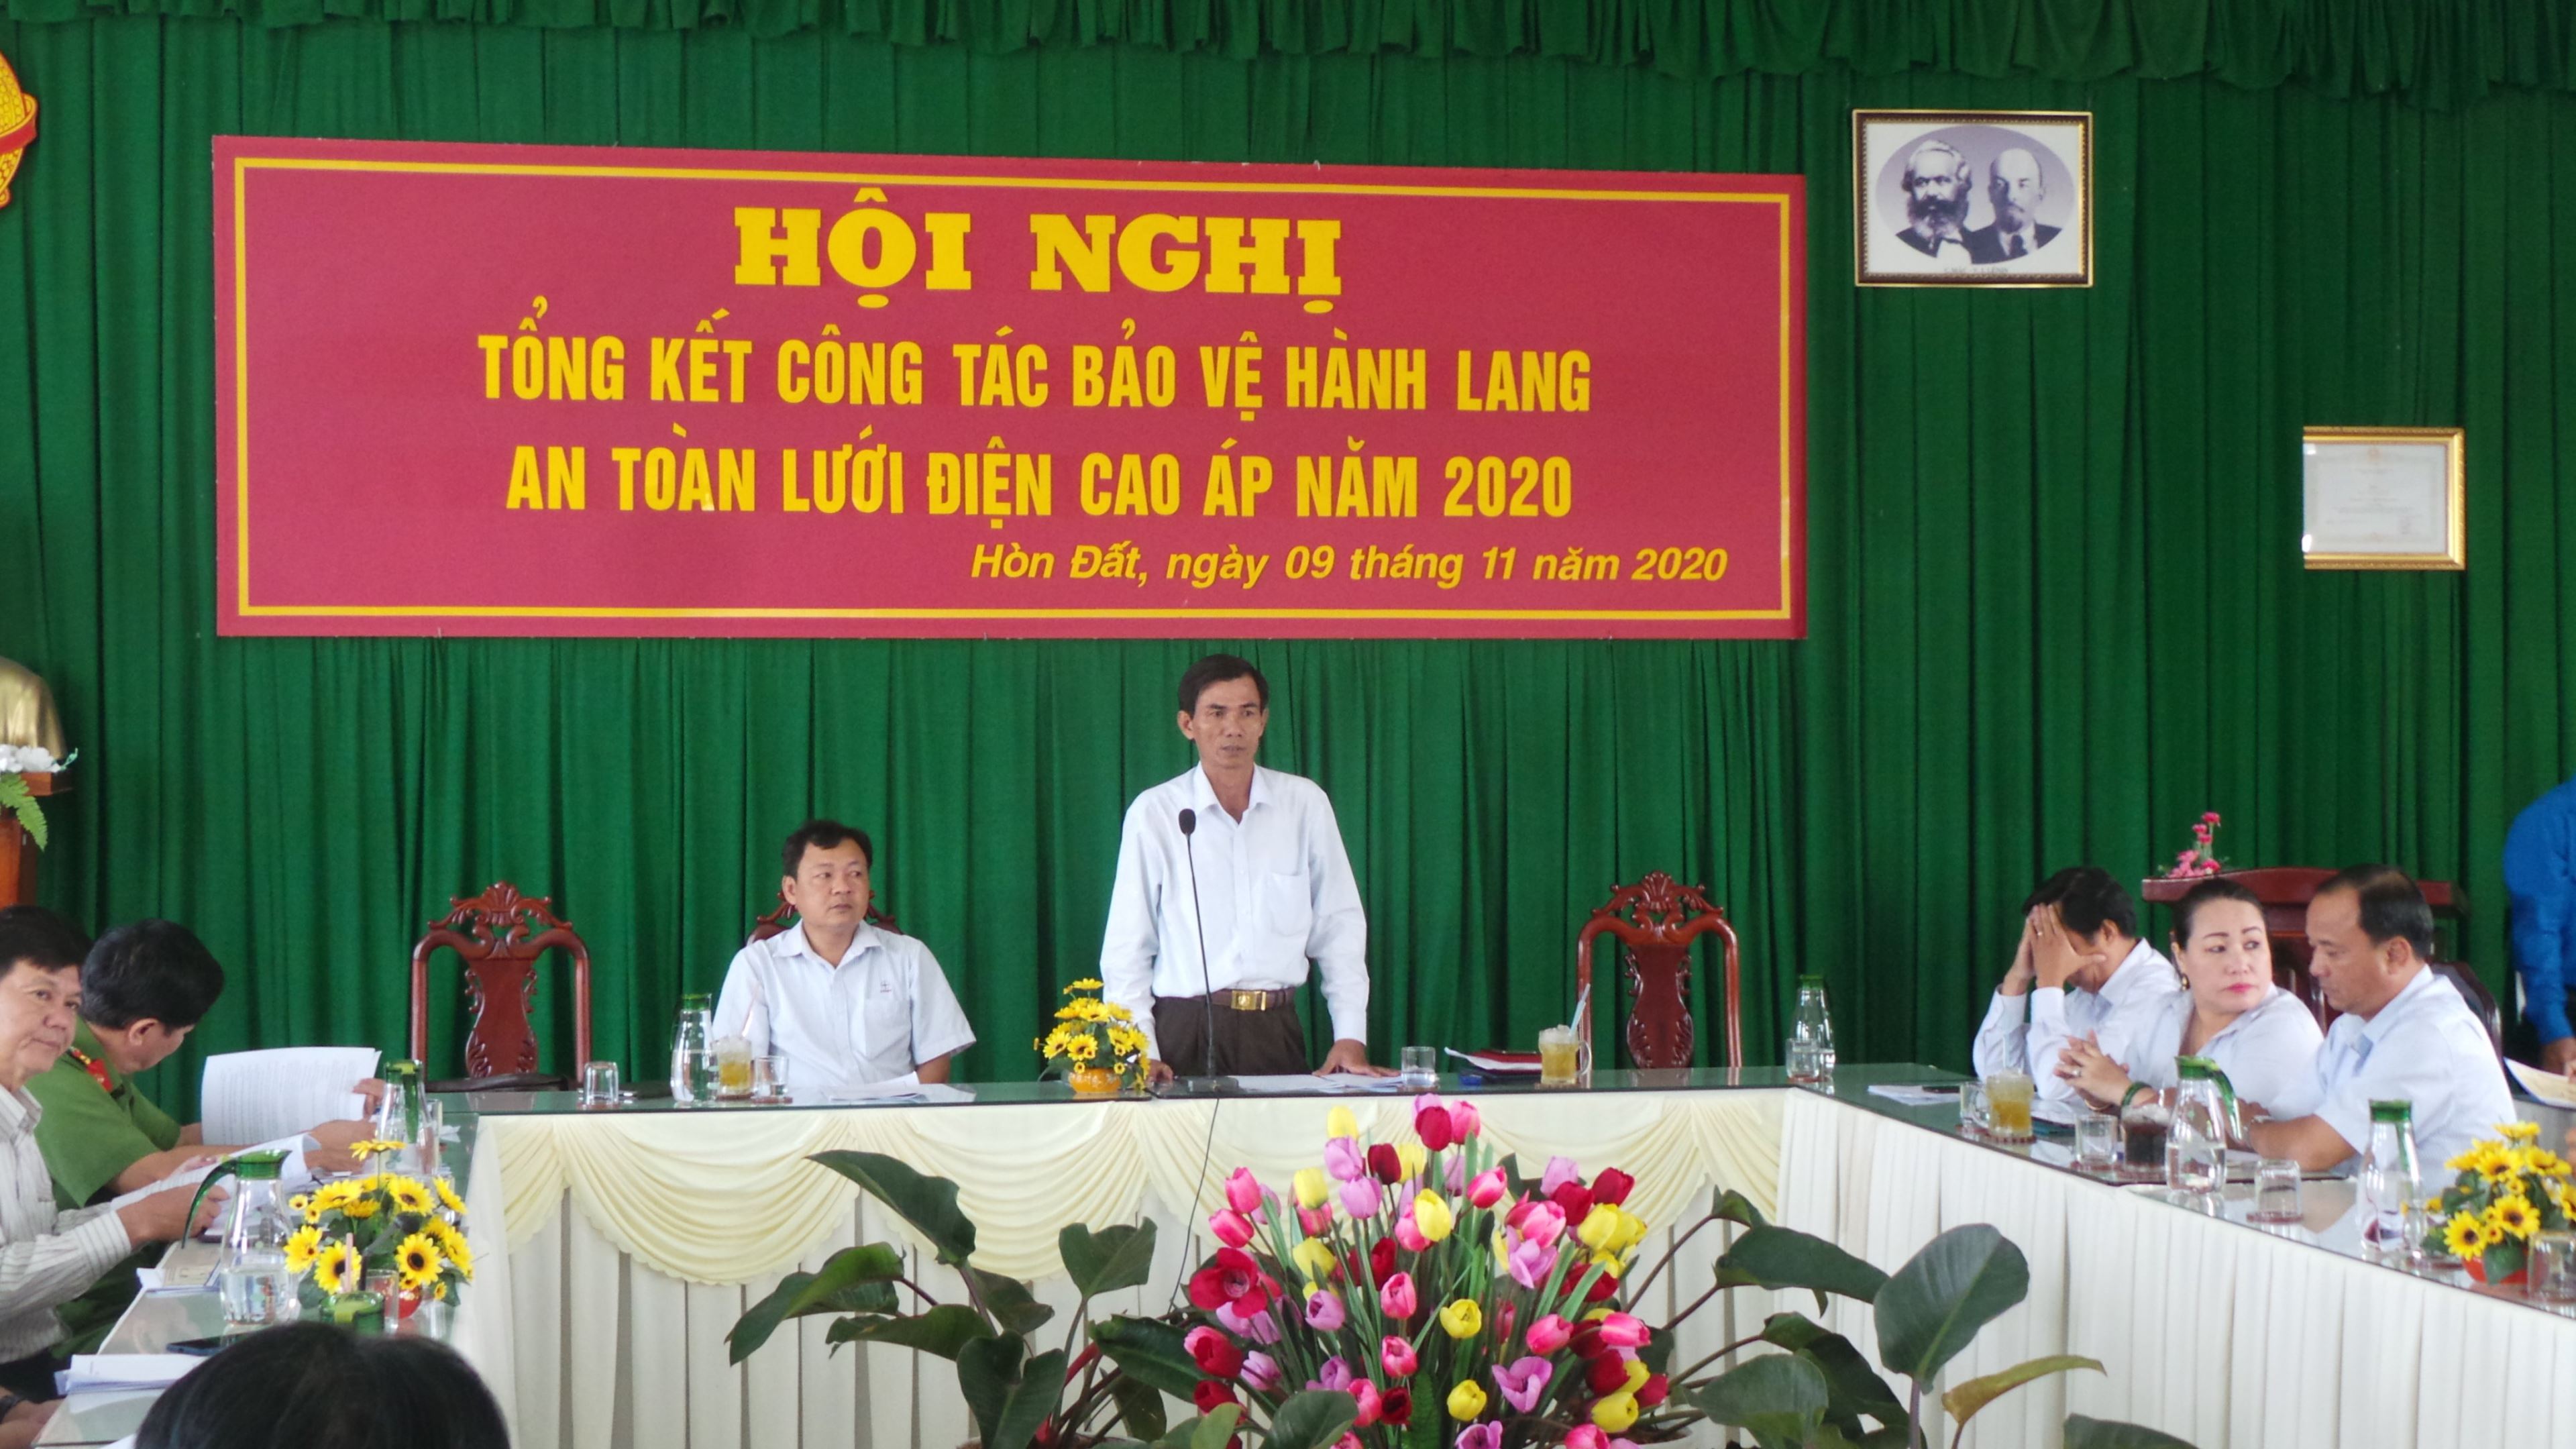 HỘI NGHỊ
TỔNG KẾT CÔNG TÁC BẢO VỆ HÀNH LANG
AN TOÀN LƯỚI ĐIỆN CAO ÁP NĂM 2020
Hòn Đất, ngày 09 tháng 11 năm 2020